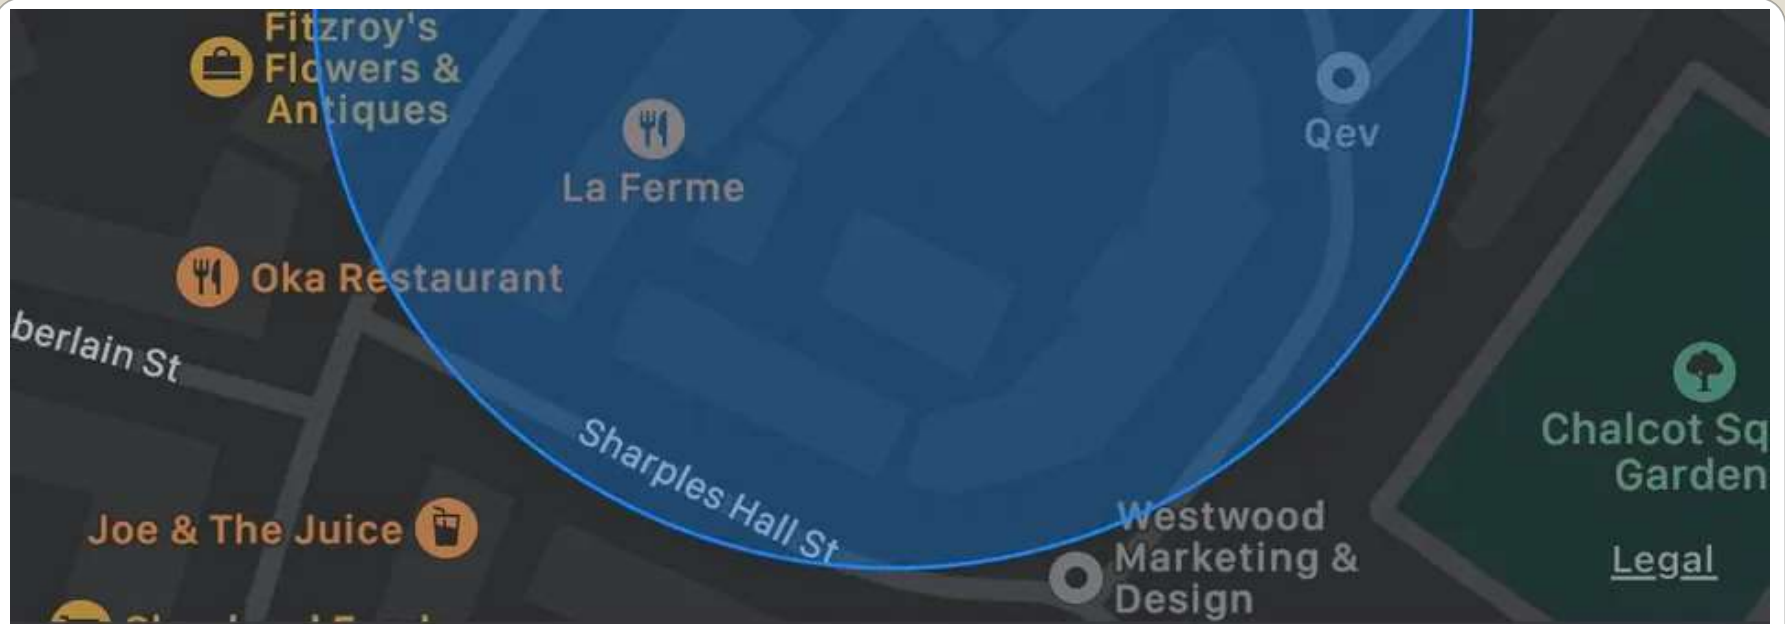 Fitzroy's
Flowers &
Antiques
La Ferme
Qev
Oka Restaurant
berlain St
Sharples Hall St
Chalcot Sq
Garden
Joe & The Juice
Westwood
Marketing &
Design
Legal